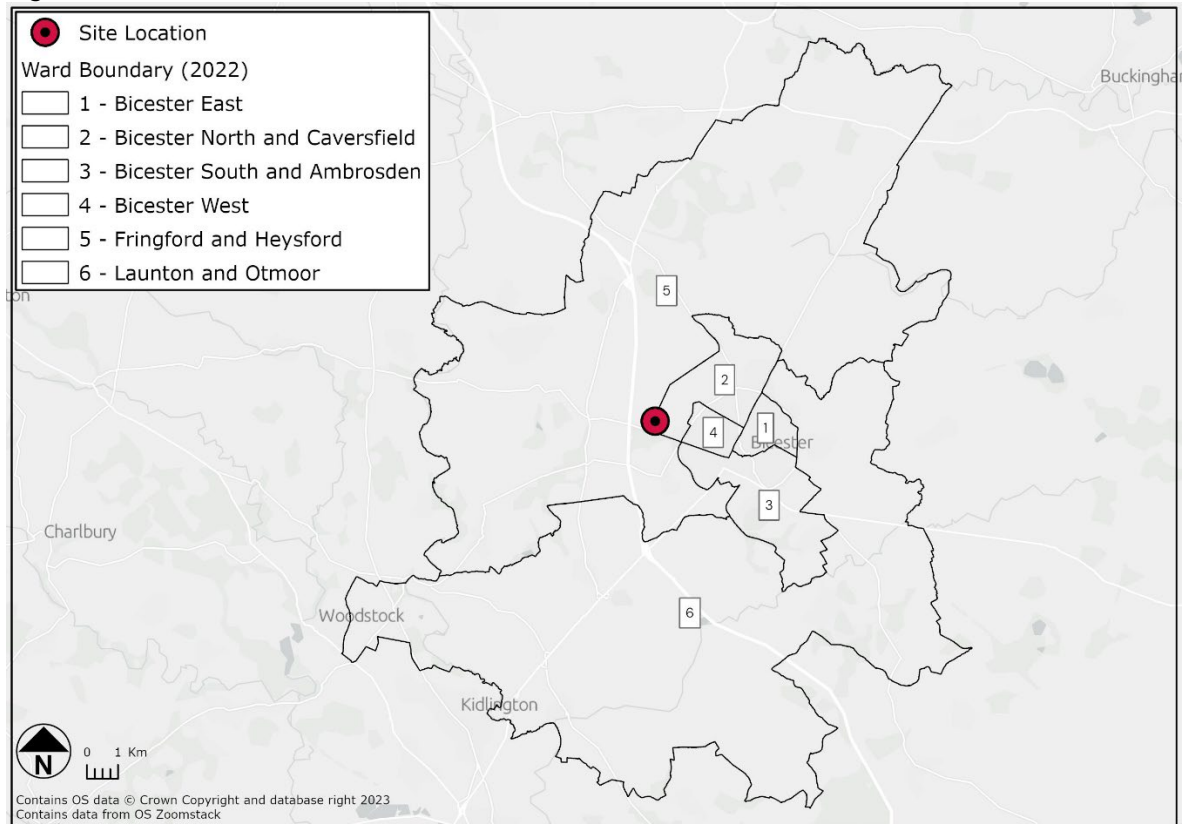 Site Location
Ward Boundary (2022)
1 - Bicester East
2 - Bicester North and Caversfield
3 - Bicester South and Ambrosden
4 - Bicester West
5 - Fringford and Heysford
6 - Launton and Otmoor
Buckingham
5
2
4
1
Bicester
3
Charlbury
6
Woodstock
Kidlington
N
0 1 Km
Contains OS data © Crown Copyright and database right 2023
Contains data from OS Zoomstack